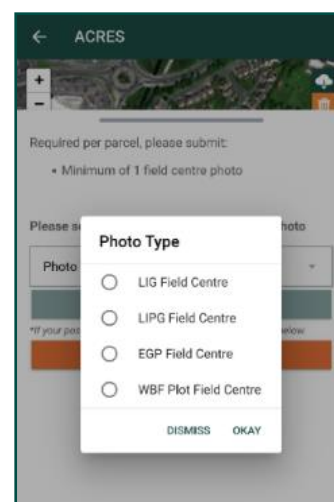 ← ACRES
+
−
Required per parcel, please submit:
• Minimum of 1 field centre photo
Please se hoto
Photo
*If your pos elow
Photo Type
LIG Field Centre
LIPG Field Centre
EGP Field Centre
WBF Plot Field Centre
DISMISS OKAY